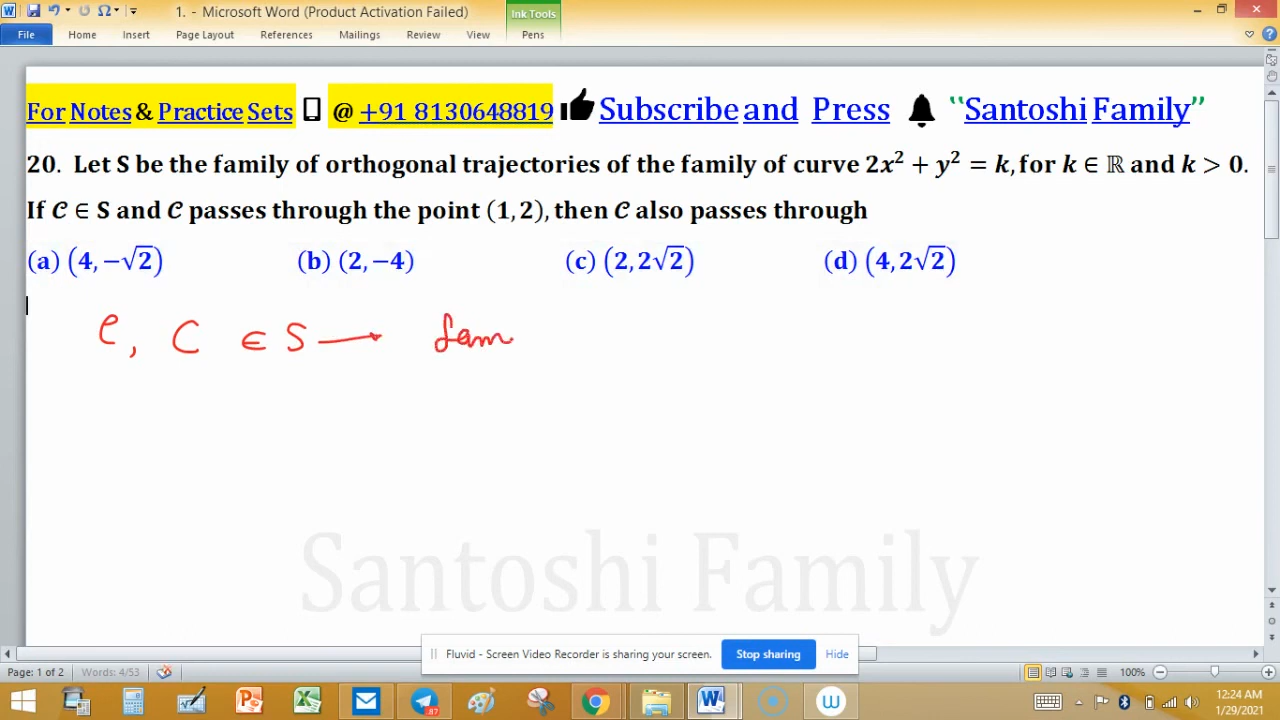 1. - Microsoft Word (Product Activation Failed)
Ink Tools
File Home Insert Page Layout References Mailings Review View Pens
For Notes & Practice Sets @ +91 8130648819 Subscribe and Press "Santoshi Family"
20. Let S be the family of orthogonal trajectories of the family of curve 2x² + y² = k, for k ∈ ℝ and k > 0.
If 𝒞 ∈ S and 𝒞 passes through the point (1, 2), then 𝒞 also passes through
(a) (4, −√2) (b) (2, −4) (c) (2, 2√2) (d) (4, 2√2)
e, C ∈ S → fam
Santoshi Family
Fluvid - Screen Video Recorder is sharing your screen. Stop sharing Hide
Page: 1 of 2 Words: 4/53 100%
87
12:24 AM
1/29/2021